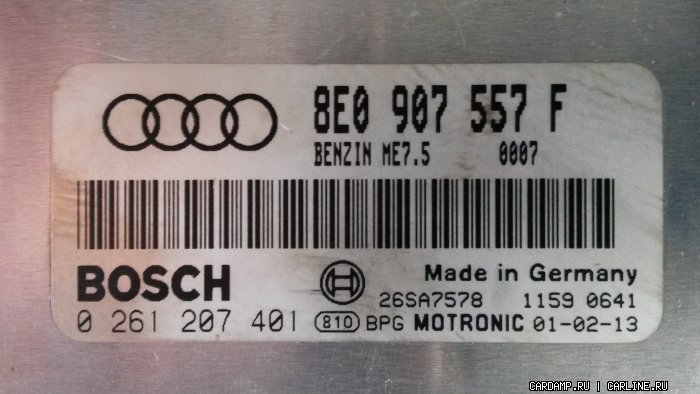 8E0 907 557 F
BENZIN ME7.5 0007
BOSCH
Made in Germany
26SA7578 1159 0641
0 261 207 401 810 BPG MOTRONIC 01-02-13
CARDAMP.RU | CARLINE.RU